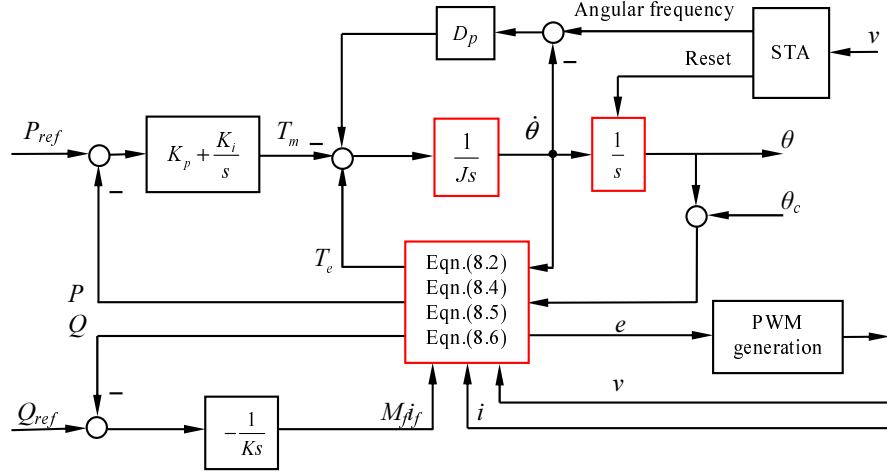 Angular frequency
D_p
STA
v
Reset
P_ref
K_p + K_i/s
T_m
1/Js
θ̇
1/s
θ
θ_c
T_e
Eqn.(8.2)
Eqn.(8.4)
Eqn.(8.5)
Eqn.(8.6)
P
Q
e
PWM
generation
v
Q_ref
-1/Ks
M_f i_f
i